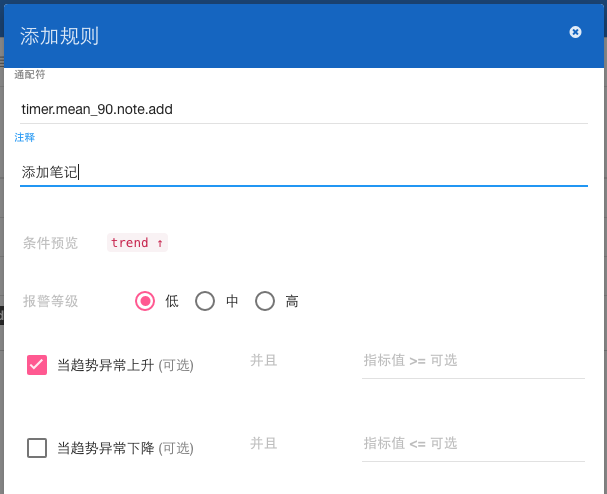 添加规则
通配符
timer.mean_90.note.add
注释
添加笔记
条件预览 trend ↑
报警等级 低 中 高
当趋势异常上升 (可选) 并且 指标值 >= 可选
当趋势异常下降 (可选) 并且 指标值 <= 可选